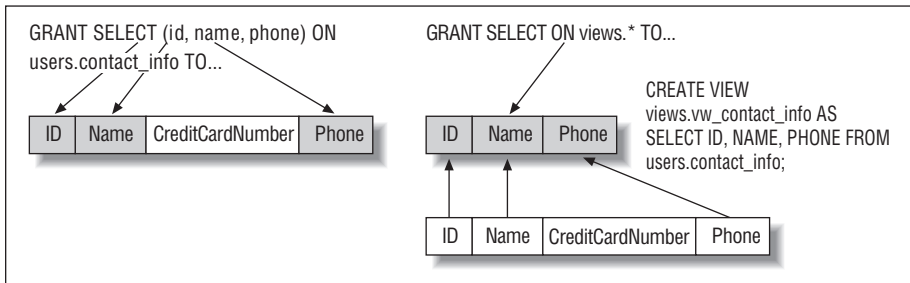 GRANT SELECT (id, name, phone) ON
users.contact_info TO...
ID Name CreditCardNumber Phone
GRANT SELECT ON views.* TO...
CREATE VIEW
views.vw_contact_info AS
SELECT ID, NAME, PHONE FROM
users.contact_info;
ID Name Phone
ID Name CreditCardNumber Phone